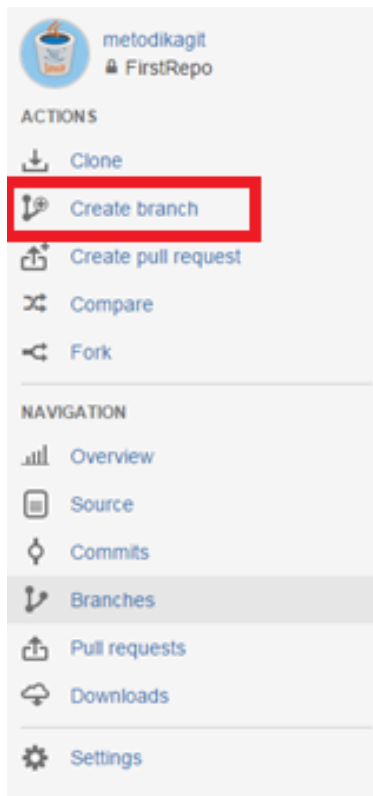 metodikagit
FirstRepo
ACTIONS
Clone
Create branch
Create pull request
Compare
Fork
NAVIGATION
Overview
Source
Commits
Branches
Pull requests
Downloads
Settings